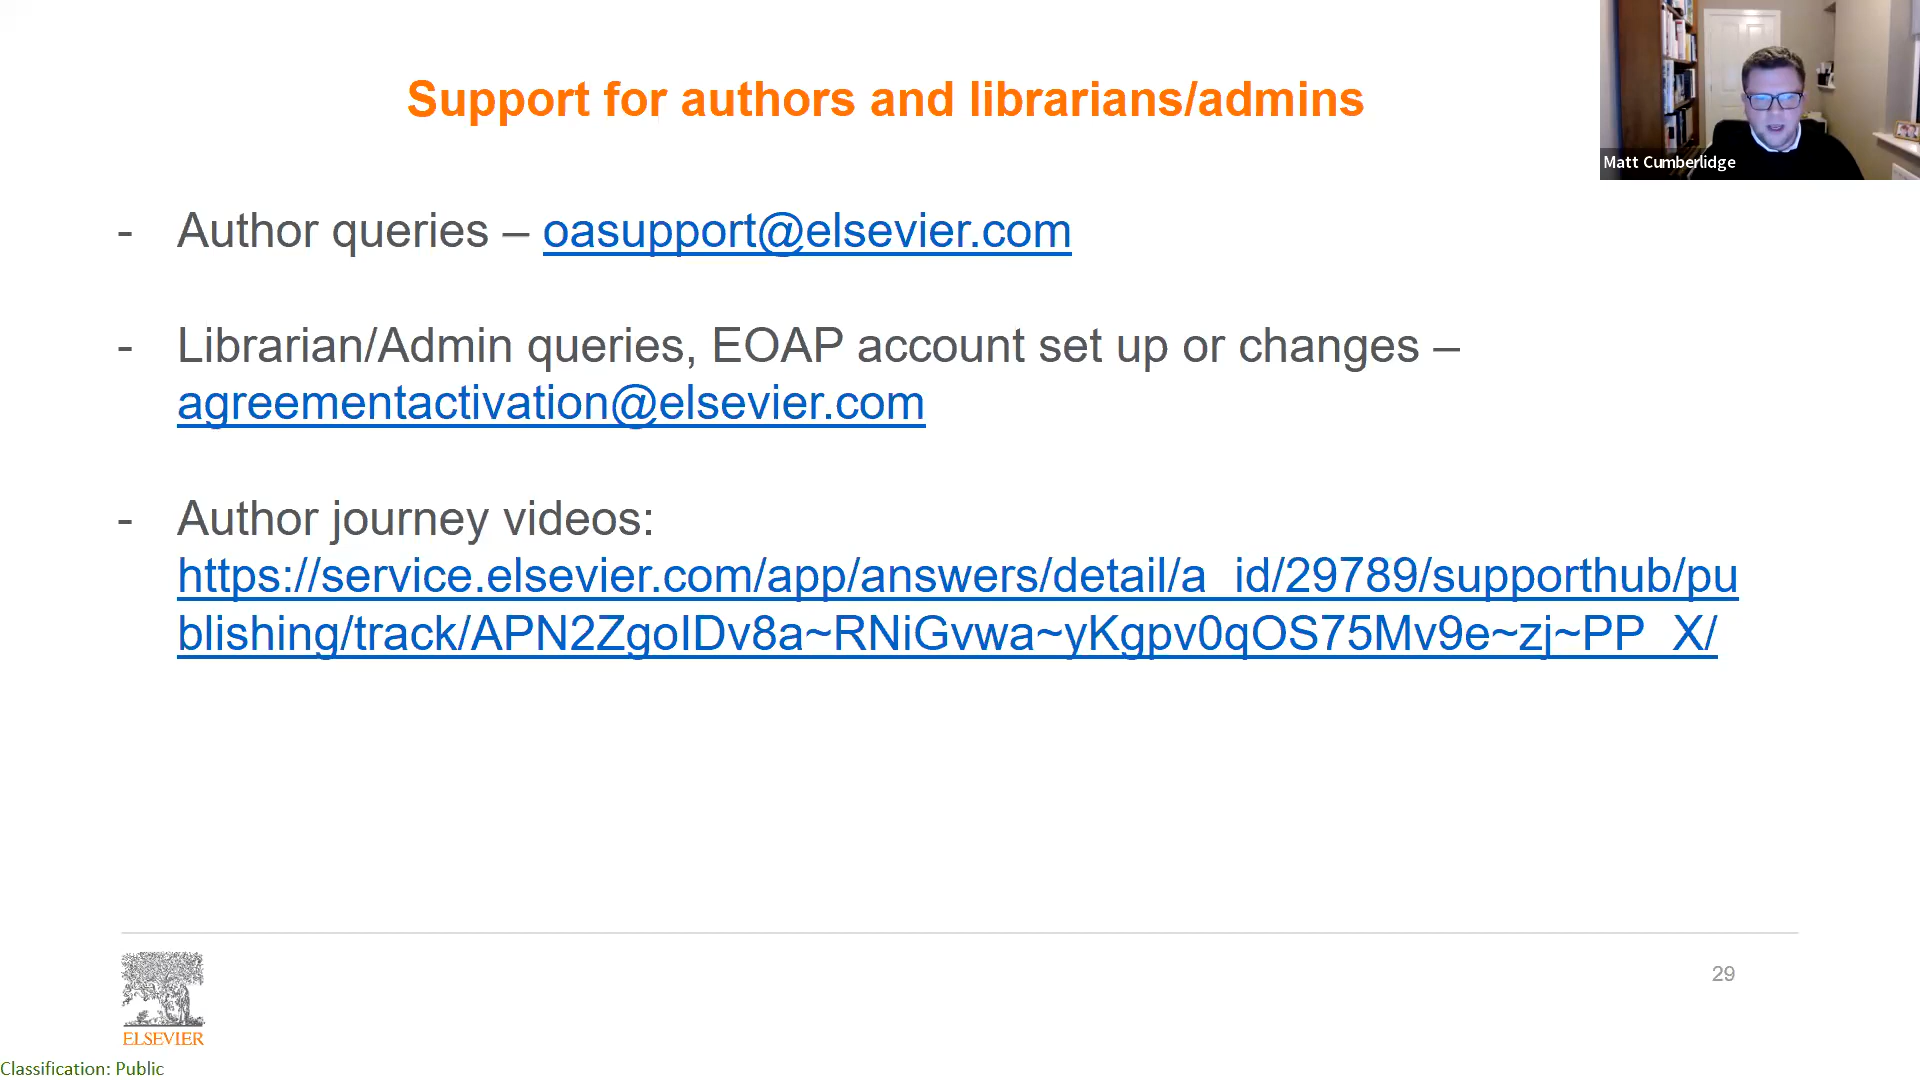 Support for authors and librarians/admins
Matt Cumberlidge
- Author queries – oasupport@elsevier.com
- Librarian/Admin queries, EOAP account set up or changes –
agreementactivation@elsevier.com
- Author journey videos:
https://service.elsevier.com/app/answers/detail/a_id/29789/supporthub/pu
blishing/track/APN2ZgoIDv8a~RNiGvwa~yKgpv0qOS75Mv9e~zj~PP_X/
29
ELSEVIER
Classification: Public